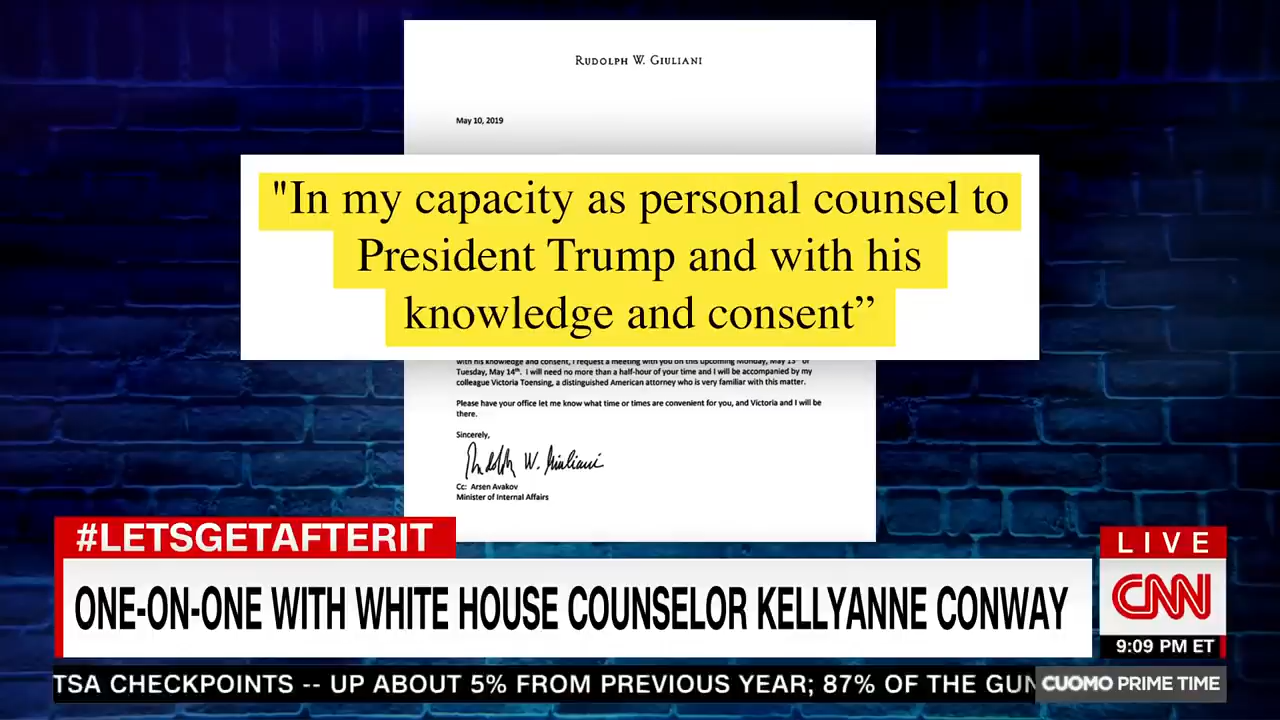 RUDOLPH W. GIULIANI
May 10, 2019
"In my capacity as personal counsel to
President Trump and with his
knowledge and consent”
with his knowledge and consent, I request a meeting with you on this upcoming Monday, May 13th or
Tuesday, May 14th. I will need no more than a half-hour of your time and I will be accompanied by my
colleague Victoria Toensing, a distinguished American attorney who is very familiar with this matter.
Please have your office let me know what time or times are convenient for you, and Victoria and I will be
there.
Sincerely,
Rudolph W. Giuliani
Cc: Arsen Avakov
Minister of Internal Affairs
#LETSGETAFTERIT
ONE-ON-ONE WITH WHITE HOUSE COUNSELOR KELLYANNE CONWAY
LIVE
CNN
9:09 PM ET
TSA CHECKPOINTS -- UP ABOUT 5% FROM PREVIOUS YEAR; 87% OF THE GUN
CUOMO PRIME TIME